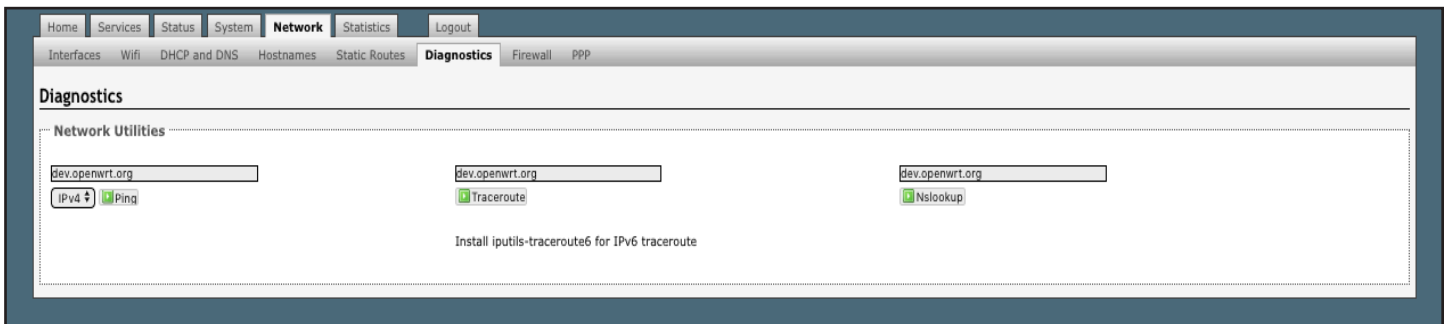 Home Services Status System Network Statistics Logout
Interfaces Wifi DHCP and DNS Hostnames Static Routes Diagnostics Firewall PPP
Diagnostics
Network Utilities
dev.openwrt.org dev.openwrt.org dev.openwrt.org
IPv4 Ping Traceroute Nslookup
Install iputils-traceroute6 for IPv6 traceroute